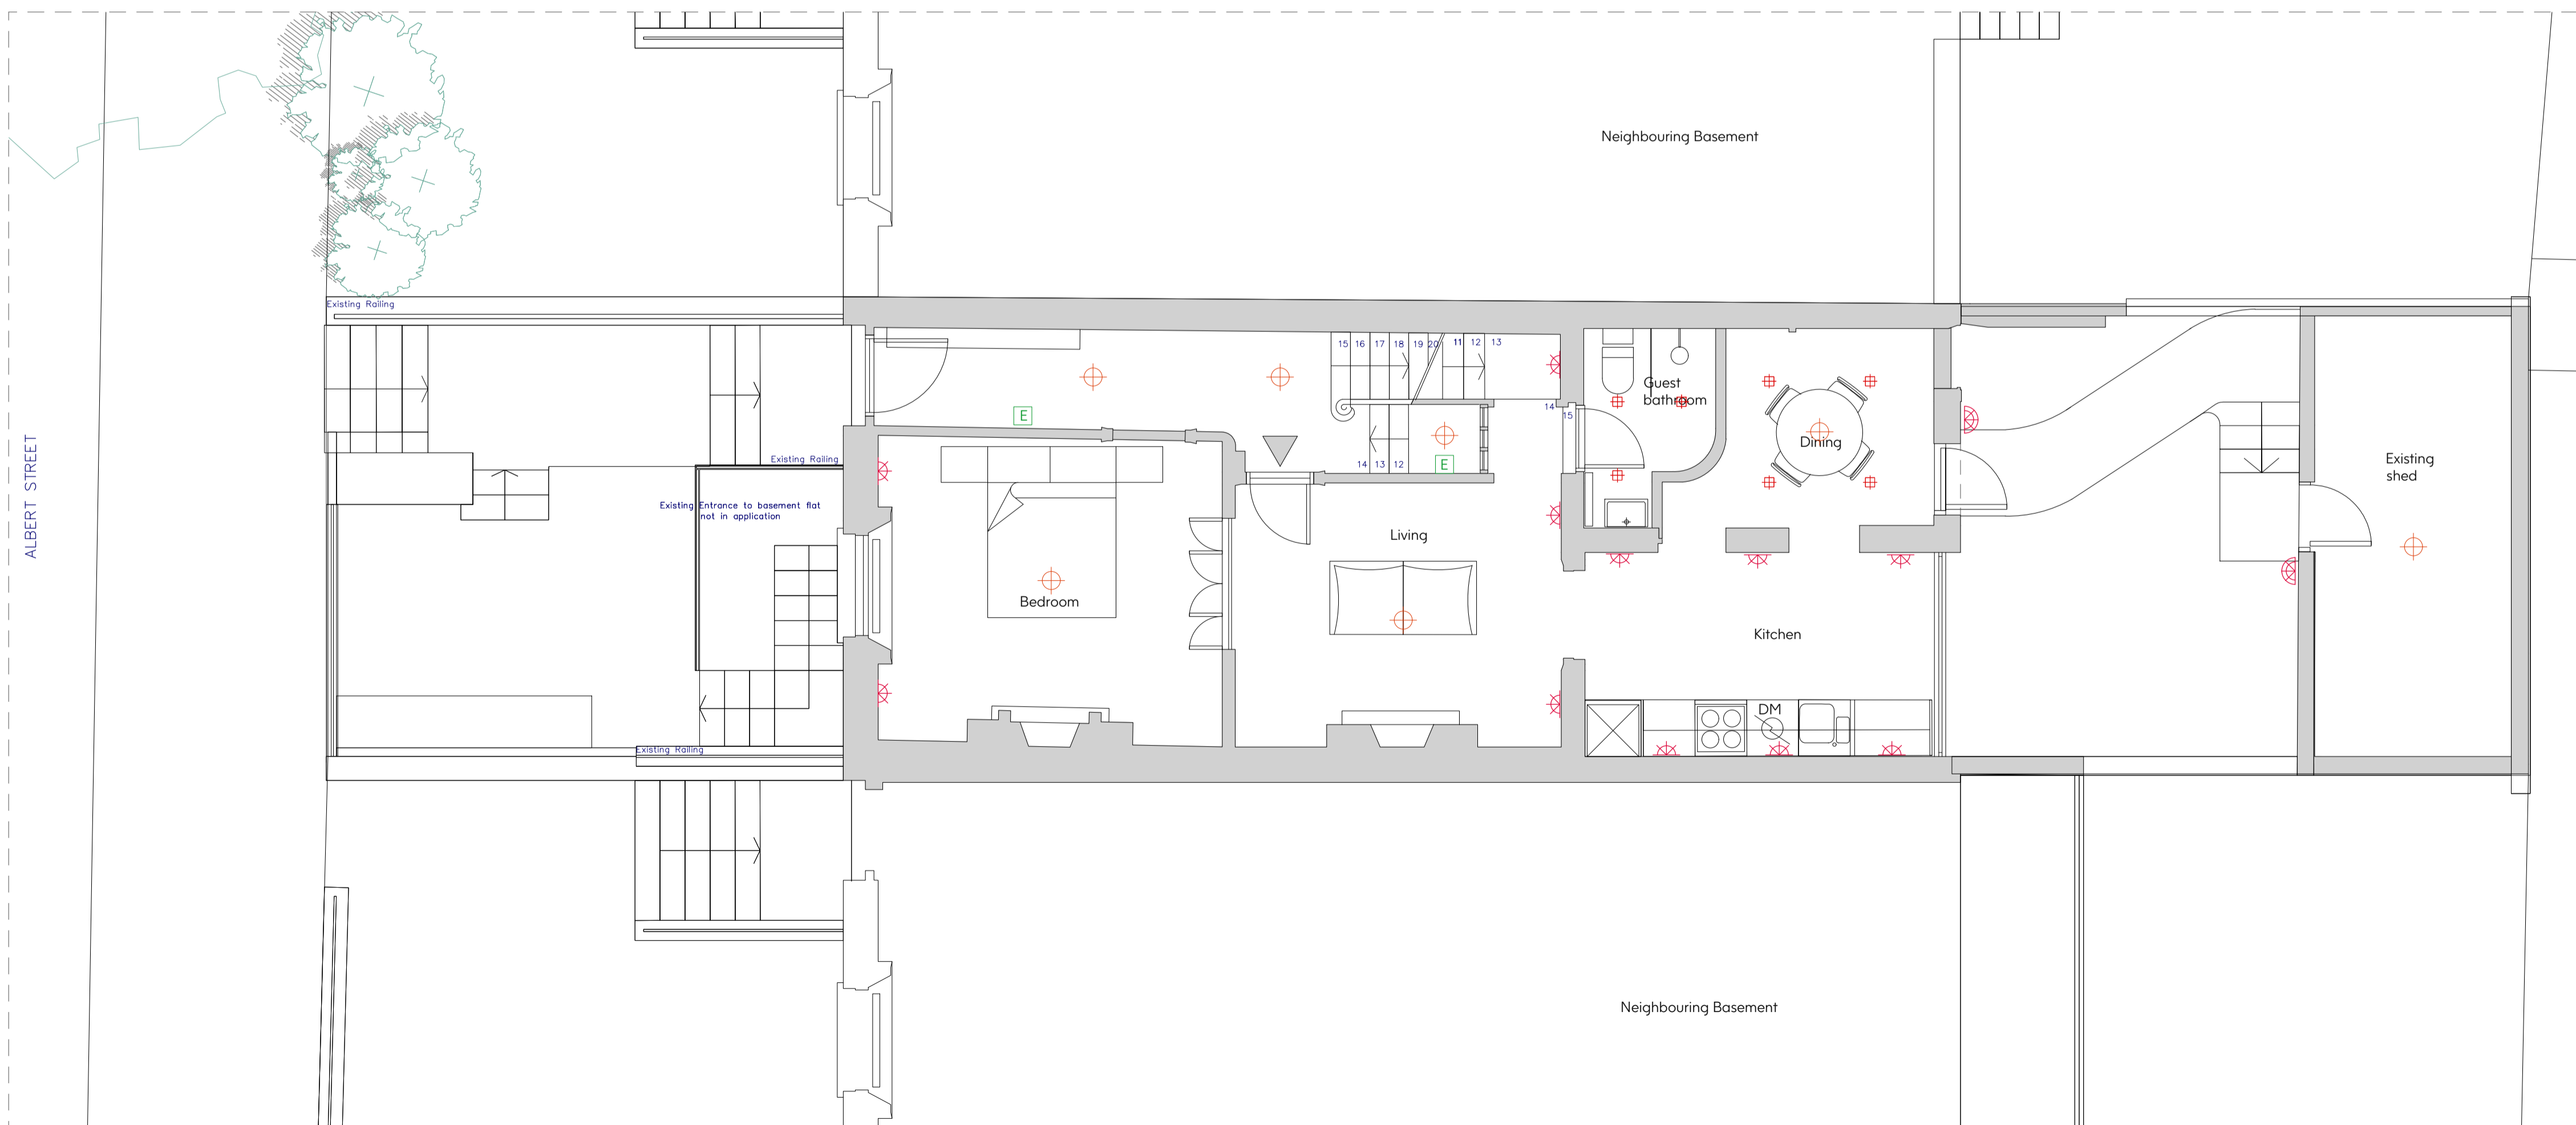 Neighbouring Basement
Existing Railing
15 16 17 18 19 20 11 12 13
Guest
bathroom
14
15
E
Dining
ALBERT STREET
Existing Railing
14 13 12
E
Existing
shed
Existing Entrance to basement flat
not in application
Living
Bedroom
Kitchen
DM
Existing Railing
Neighbouring Basement